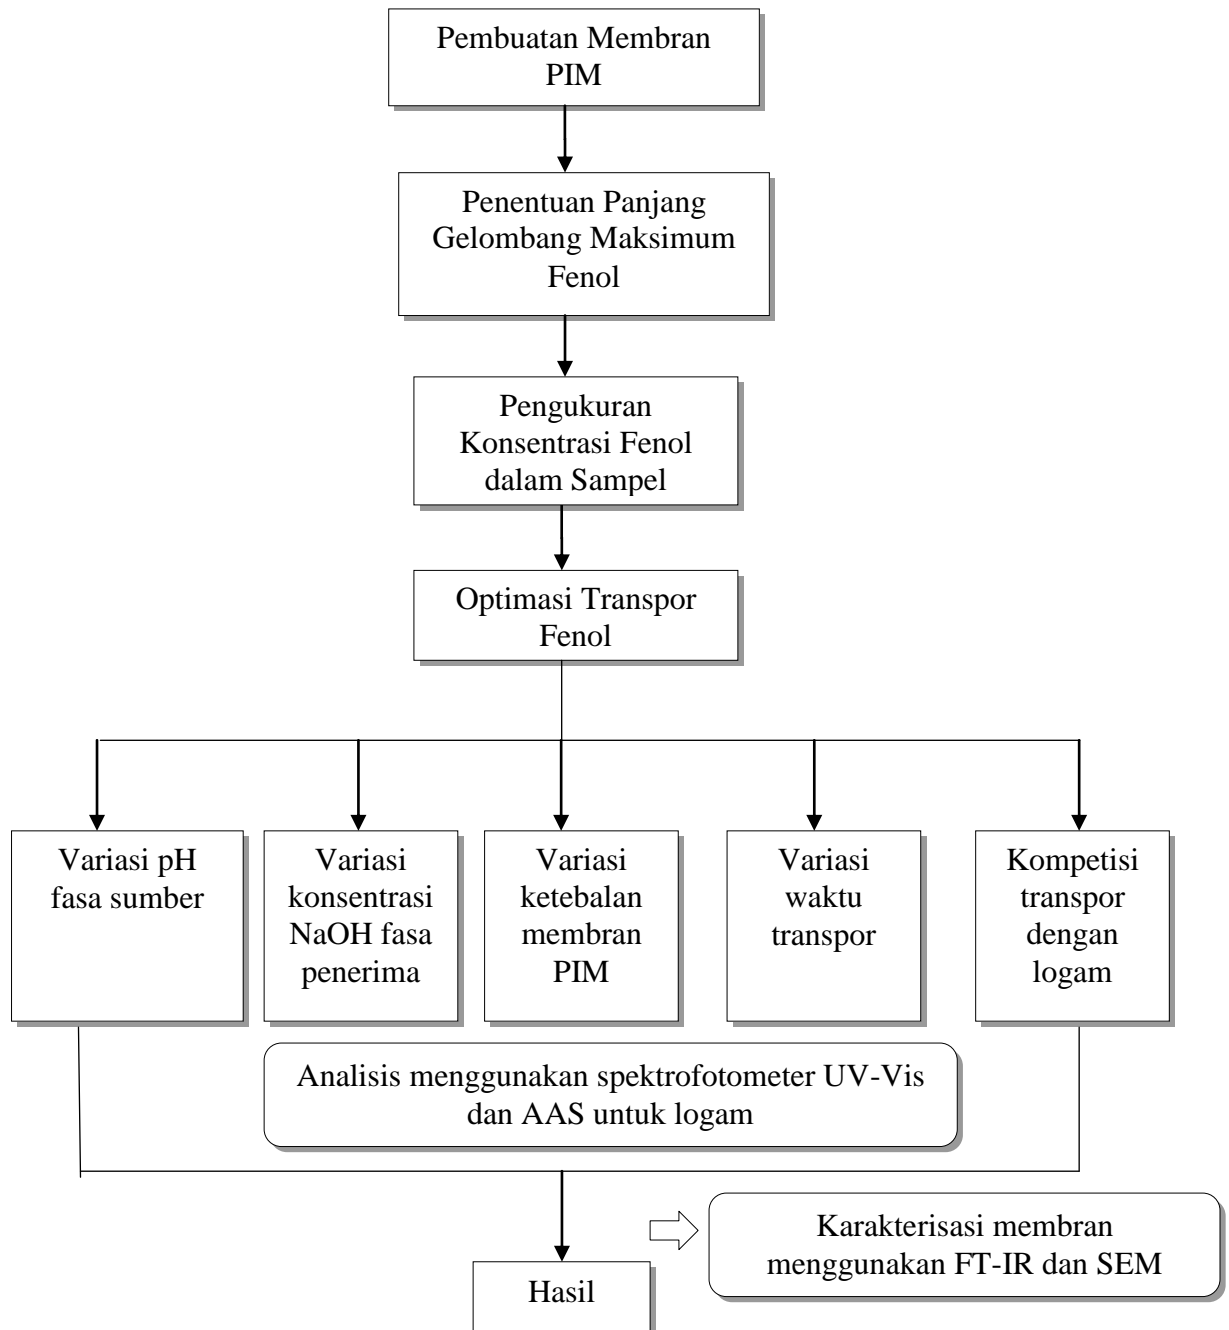 Pembuatan Membran
PIM
Penentuan Panjang
Gelombang Maksimum
Fenol
Pengukuran
Konsentrasi Fenol
dalam Sampel
Optimasi Transpor
Fenol
Variasi pH
fasa sumber
Variasi
konsentrasi
NaOH fasa
penerima
Variasi
ketebalan
membran
PIM
Variasi
waktu
transpor
Kompetisi
transpor
dengan
logam
Analisis menggunakan spektrofotometer UV-Vis
dan AAS untuk logam
Karakterisasi membran
menggunakan FT-IR dan SEM
Hasil